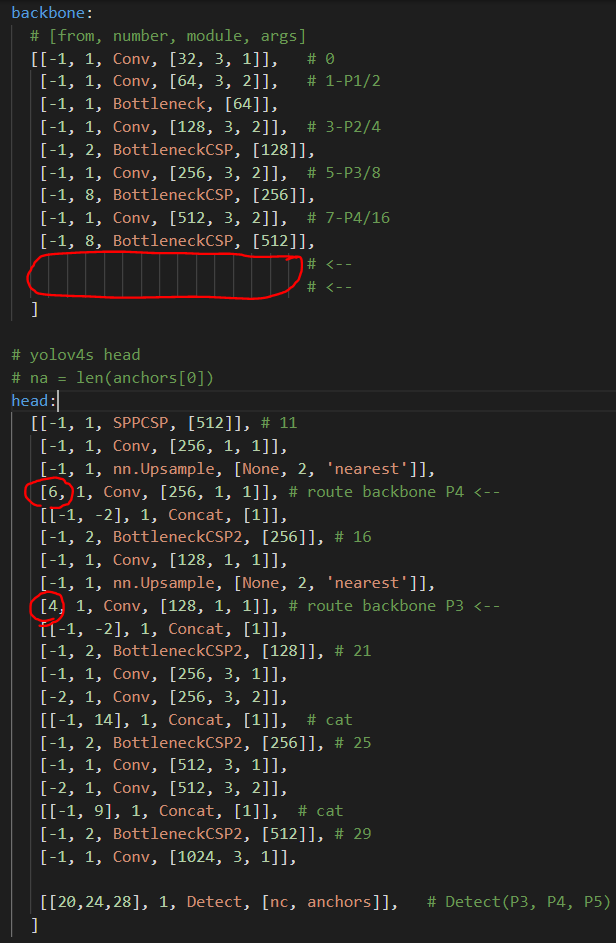 backbone:
# [from, number, module, args]
[[-1, 1, Conv, [32, 3, 1]],   # 0
[-1, 1, Conv, [64, 3, 2]],  # 1-P1/2
[-1, 1, Bottleneck, [64]],
[-1, 1, Conv, [128, 3, 2]],  # 3-P2/4
[-1, 2, BottleneckCSP, [128]],
[-1, 1, Conv, [256, 3, 2]],  # 5-P3/8
[-1, 8, BottleneckCSP, [256]],
[-1, 1, Conv, [512, 3, 2]],  # 7-P4/16
[-1, 8, BottleneckCSP, [512]],
# <--
# <--
]
# yolov4s head
# na = len(anchors[0])
head:
[[-1, 1, SPPCSP, [512]], # 11
[-1, 1, Conv, [256, 1, 1]],
[-1, 1, nn.Upsample, [None, 2, 'nearest']],
[6, 1, Conv, [256, 1, 1]], # route backbone P4 <--
[[-1, -2], 1, Concat, [1]],
[-1, 2, BottleneckCSP2, [256]], # 16
[-1, 1, Conv, [128, 1, 1]],
[-1, 1, nn.Upsample, [None, 2, 'nearest']],
[4, 1, Conv, [128, 1, 1]], # route backbone P3 <--
[[-1, -2], 1, Concat, [1]],
[-1, 2, BottleneckCSP2, [128]], # 21
[-1, 1, Conv, [256, 3, 1]],
[-2, 1, Conv, [256, 3, 2]],
[[-1, 14], 1, Concat, [1]],  # cat
[-1, 2, BottleneckCSP2, [256]], # 25
[-1, 1, Conv, [512, 3, 1]],
[-2, 1, Conv, [512, 3, 2]],
[[-1, 9], 1, Concat, [1]],  # cat
[-1, 2, BottleneckCSP2, [512]], # 29
[-1, 1, Conv, [1024, 3, 1]],
[[20,24,28], 1, Detect, [nc, anchors]],   # Detect(P3, P4, P5)
]